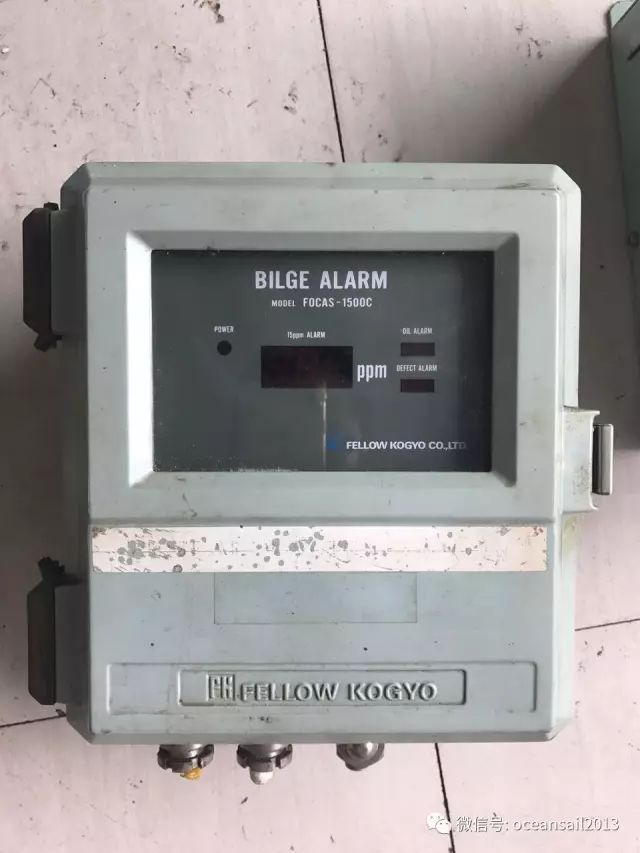 BILGE ALARM
MODEL FOCAS-1500C
POWER
15ppm ALARM
OIL ALARM
ppm
DEFECT ALARM
FELLOW KOGYO CO.,LTD.
FK. FELLOW KOGYO
微信号: oceansail2013